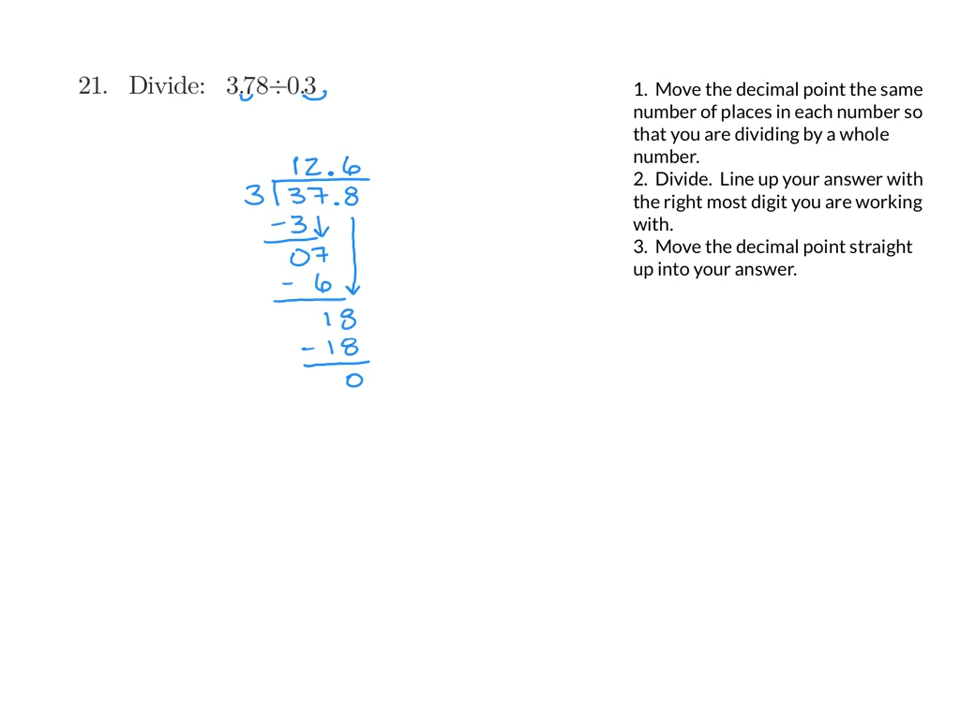 21. Divide: 3.78÷0.3
1. Move the decimal point the same
number of places in each number so
that you are dividing by a whole
number.
2. Divide. Line up your answer with
the right most digit you are working
with.
3. Move the decimal point straight
up into your answer.
12.6
3 37.8
-3
07
- 6
18
- 18
0